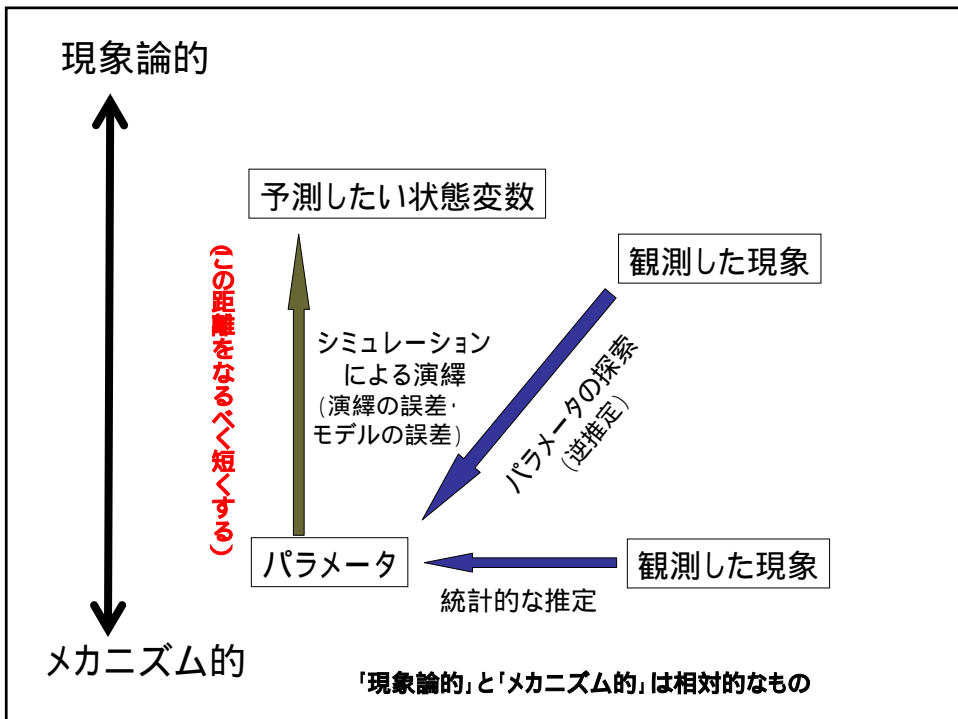 現象論的
予測したい状態変数
観測した現象
(この距離をなるべく短くする)
シミュレーション
による演繹
(演繹の誤差・
モデルの誤差)
パラメータの探索
(逆推定)
パラメータ
観測した現象
統計的な推定
メカニズム的
「現象論的」と「メカニズム的」は相対的なもの